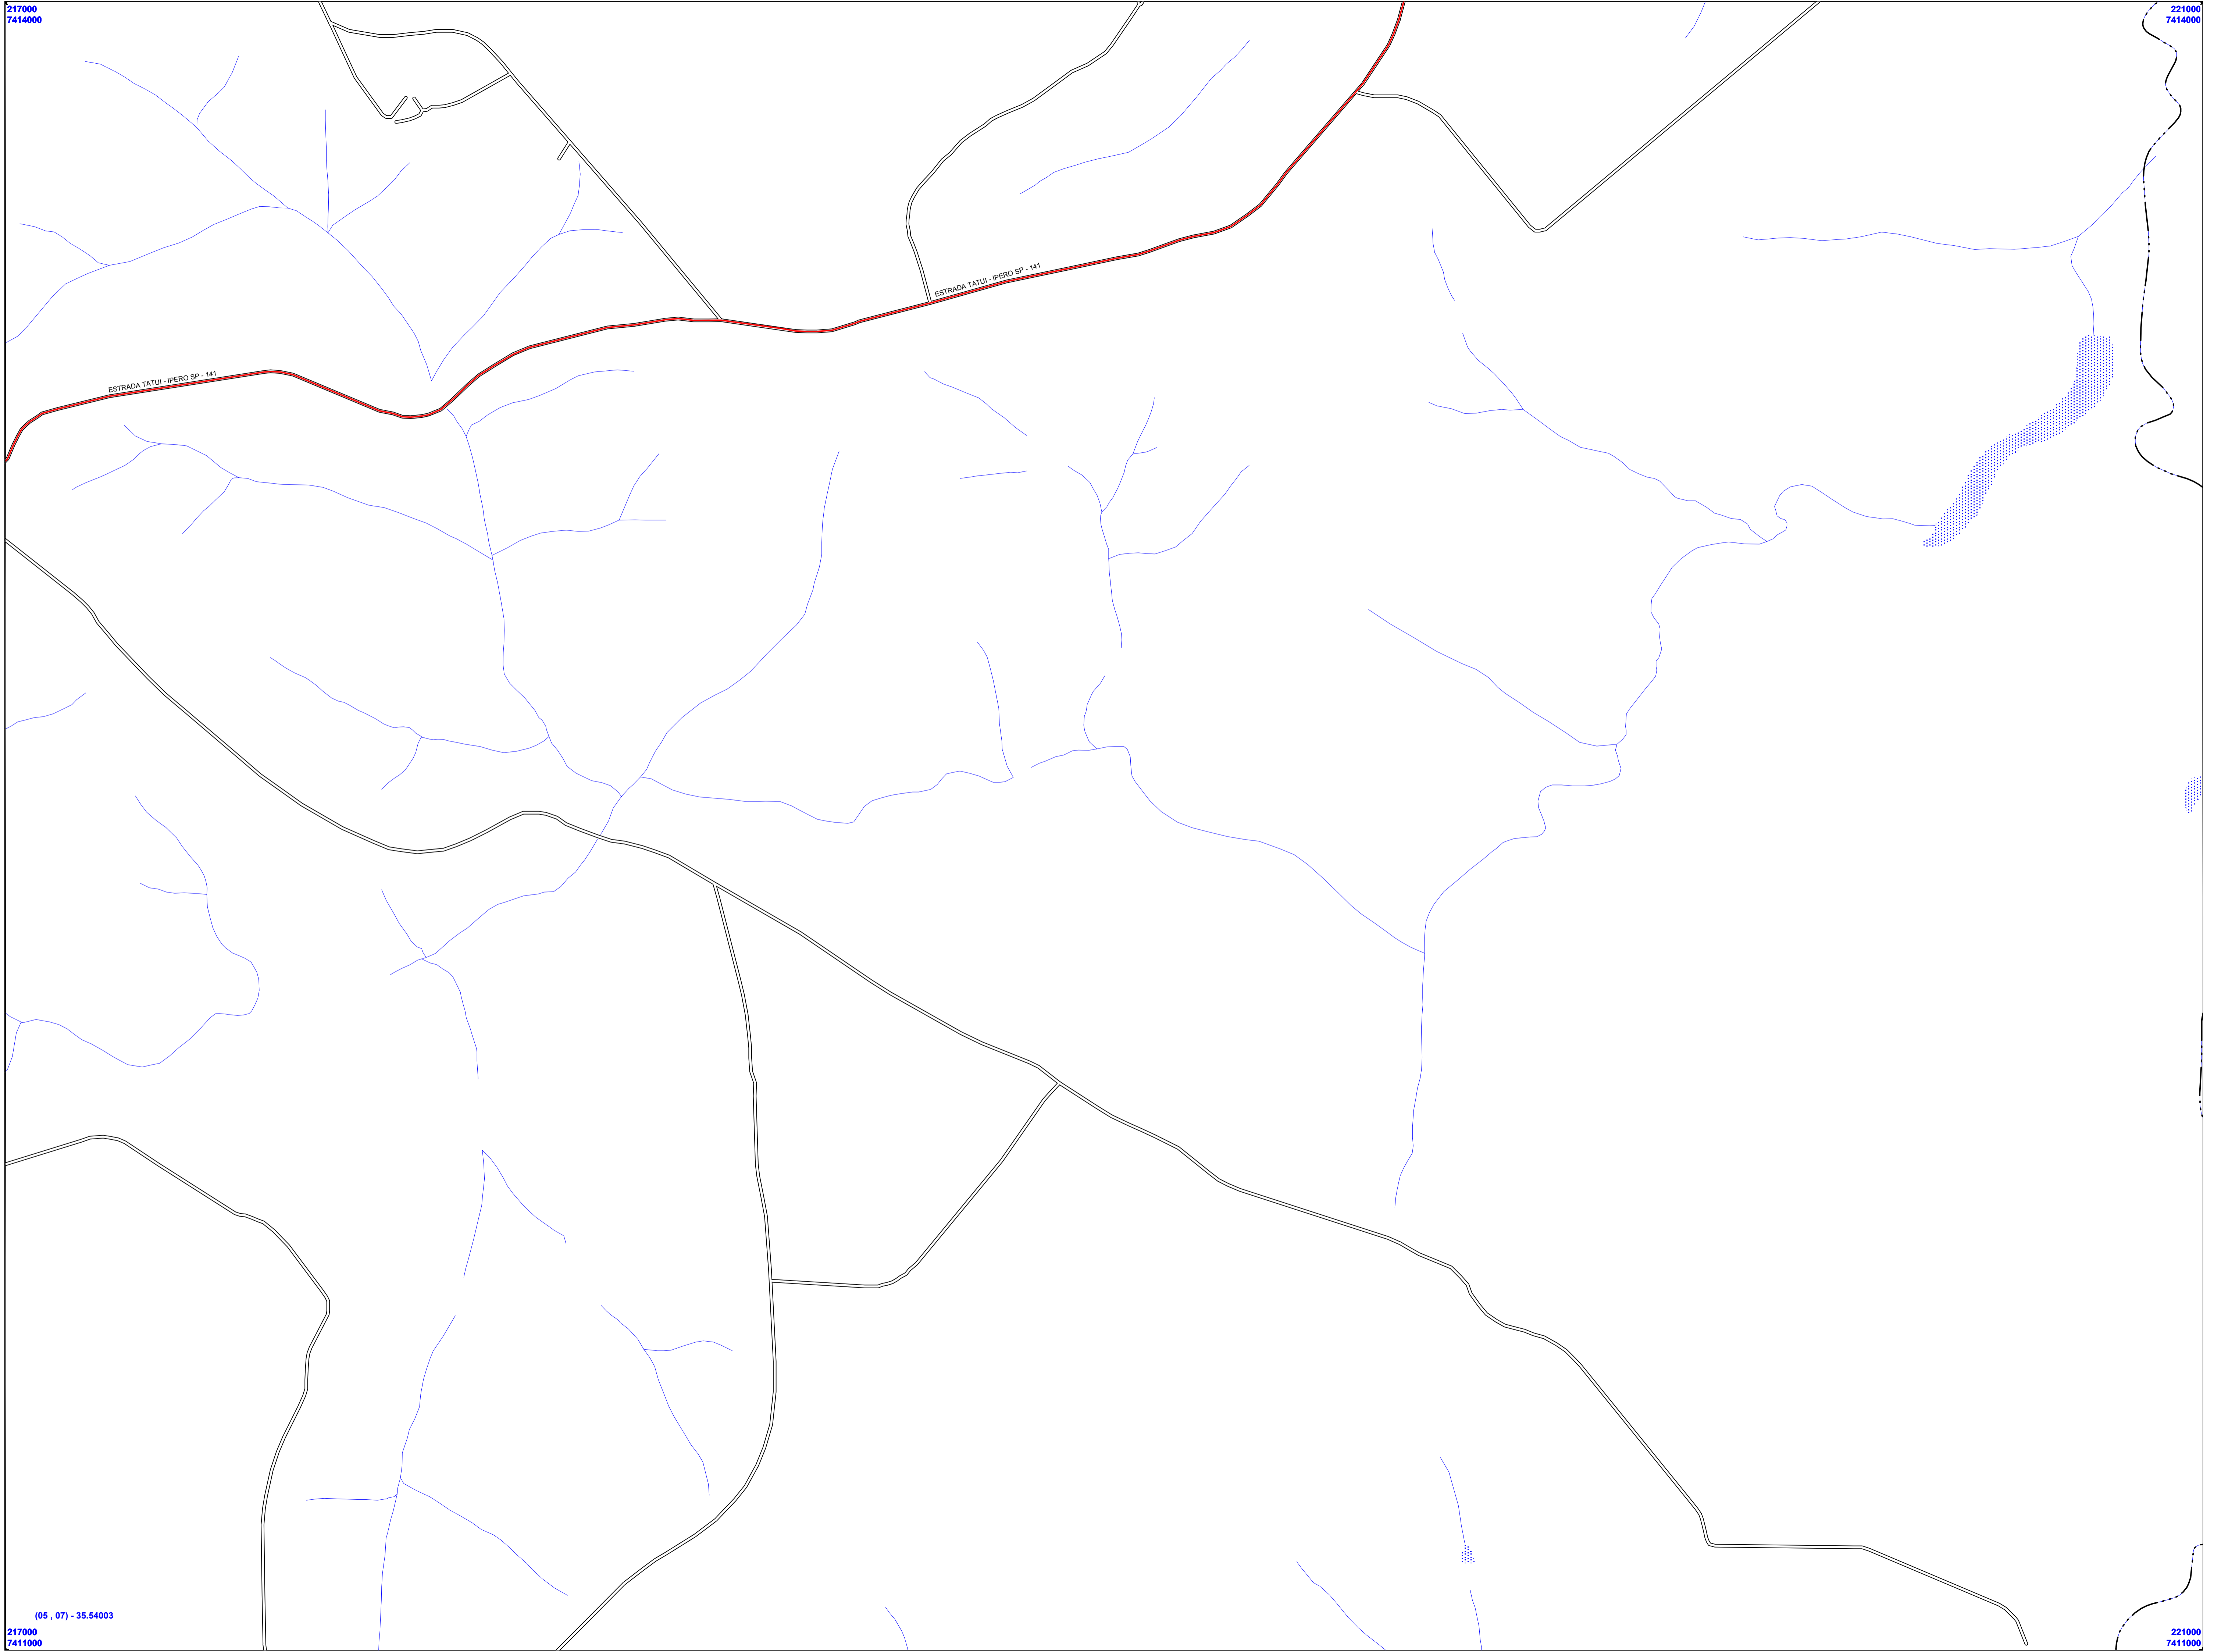 217000
7414000
221000
7414000
ESTRADA TATUI - IPERO SP - 141
ESTRADA TATUI - IPERO SP - 141
(05 , 07) - 35.54003
217000
7411000
221000
7411000